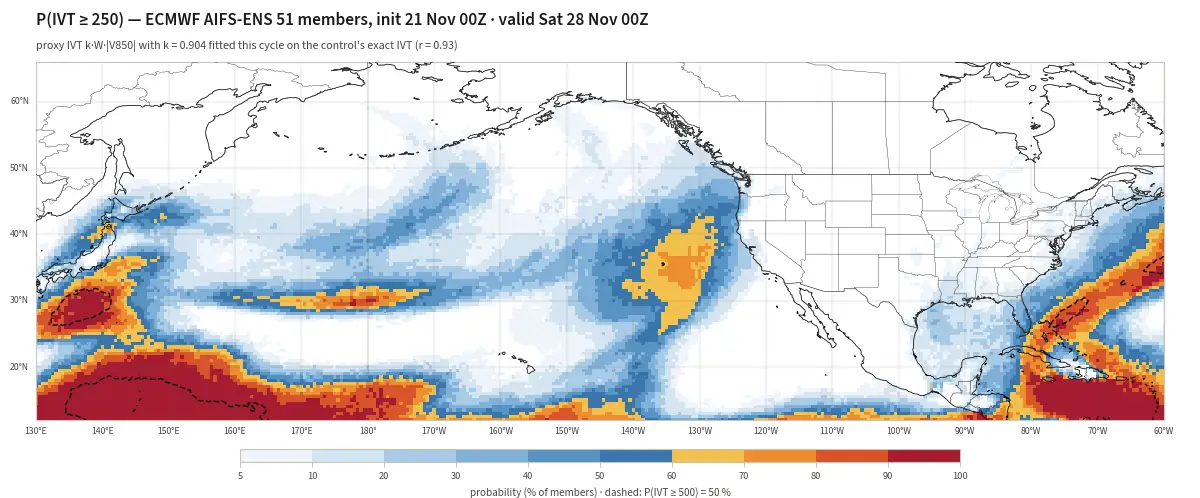 P(IVT ≥ 250) — ECMWF AIFS-ENS 51 members, init 21 Nov 00Z · valid Sat 28 Nov 00Z
proxy IVT k·W·|V850| with k = 0.904 fitted this cycle on the control's exact IVT (r = 0.93)
60°N
50°N
40°N
30°N
20°N
130°E 140°E 150°E 160°E 170°E 180° 170°W 160°W 150°W 140°W 130°W 120°W 110°W 100°W 90°W 80°W 70°W 60°W
5 10 20 30 40 50 60 70 80 90 100
probability (% of members) · dashed: P(IVT ≥ 500) = 50 %